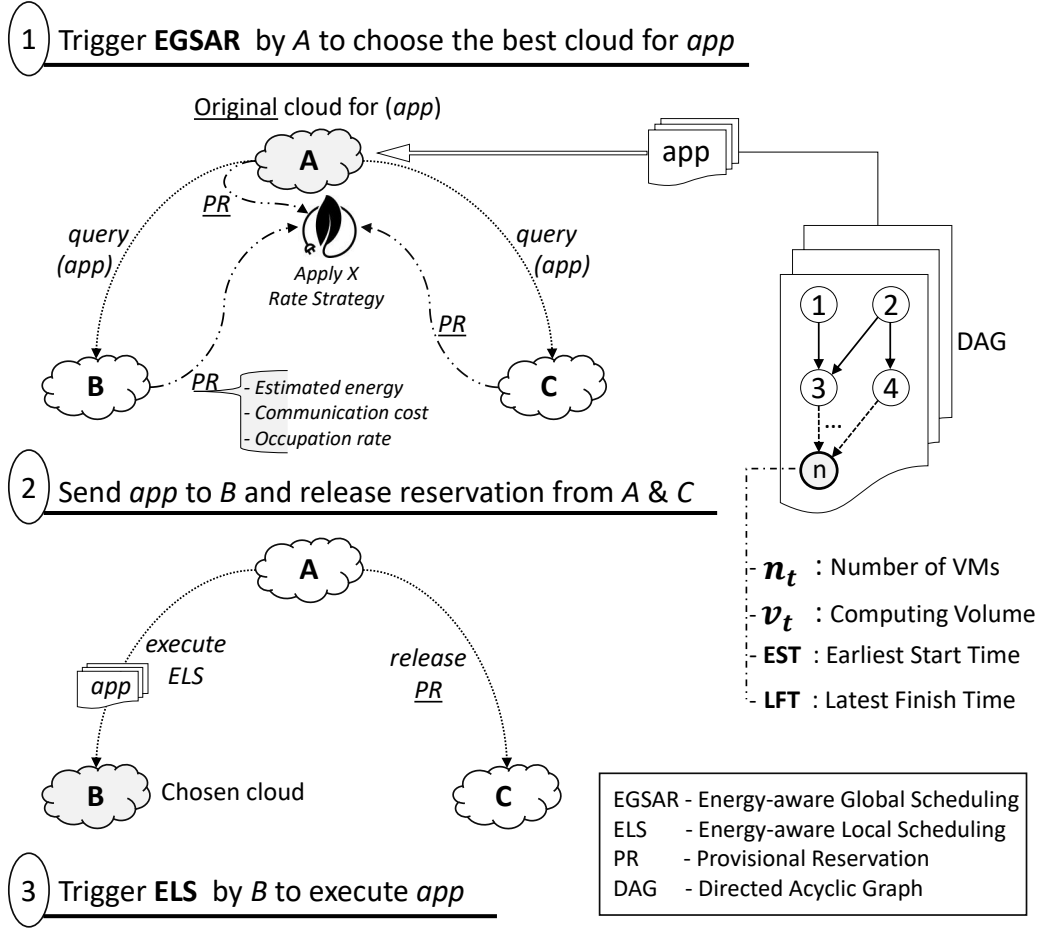 1 Trigger EGSAR by A to choose the best cloud for app
Original cloud for (app)
A
app
PR
query
(app)
query
(app)
Apply X
Rate Strategy
PR
B
C
PR
- Estimated energy
- Communication cost
- Occupation rate
1 2
3 4
...
n
DAG
2 Send app to B and release reservation from A & C
- nₜ : Number of VMs
- vₜ : Computing Volume
- EST : Earliest Start Time
- LFT : Latest Finish Time
A
execute
ELS
app
release
PR
B Chosen cloud
C
EGSAR - Energy-aware Global Scheduling
ELS - Energy-aware Local Scheduling
PR - Provisional Reservation
DAG - Directed Acyclic Graph
3 Trigger ELS by B to execute app